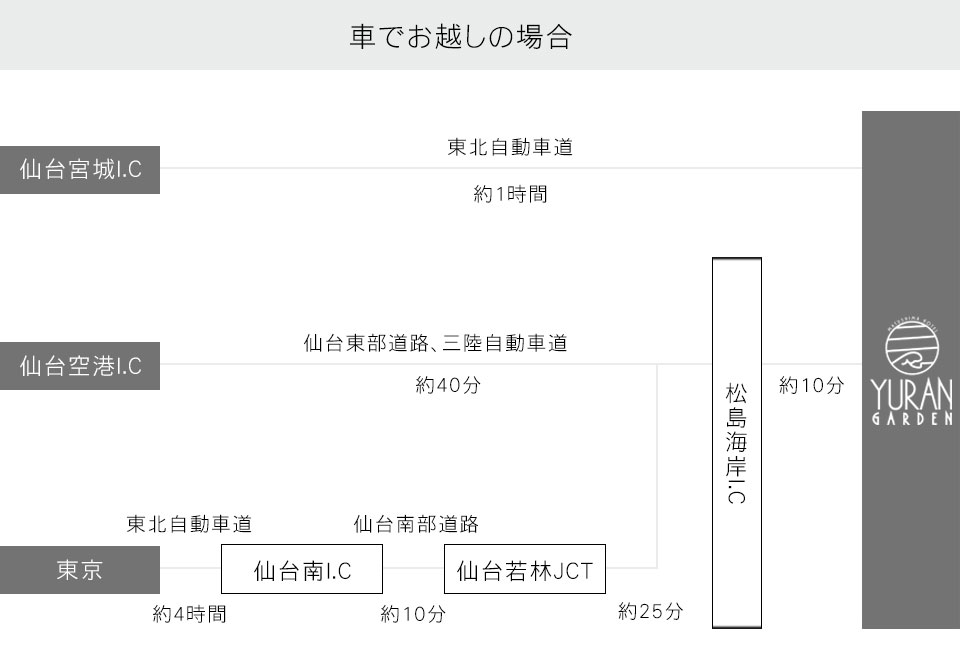 車でお越しの場合
仙台宮城I.C
東北自動車道
約1時間
仙台空港I.C
仙台東部道路、三陸自動車道
約40分
松島海岸I.C
約10分
MATSUSHIMA HOTEL
YURAN
GARDEN
東北自動車道
仙台南部道路
東京
仙台南I.C
仙台若林JCT
約4時間
約10分
約25分